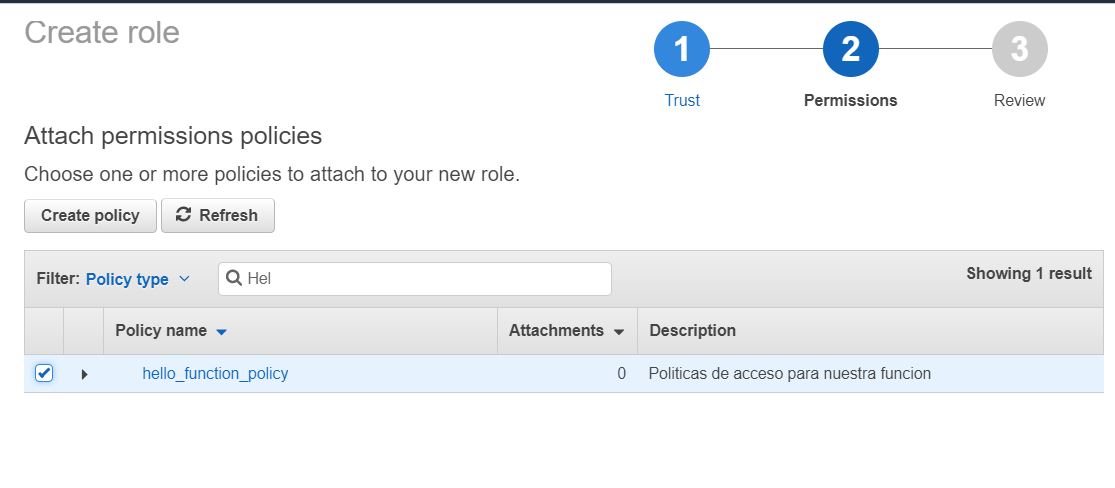 Create role
1
2
3
Trust
Permissions
Review
Attach permissions policies
Choose one or more policies to attach to your new role.
Create policy
Refresh
Filter: Policy type
Hel
Showing 1 result
Policy name
Attachments
Description
hello_function_policy
0
Politicas de acceso para nuestra funcion